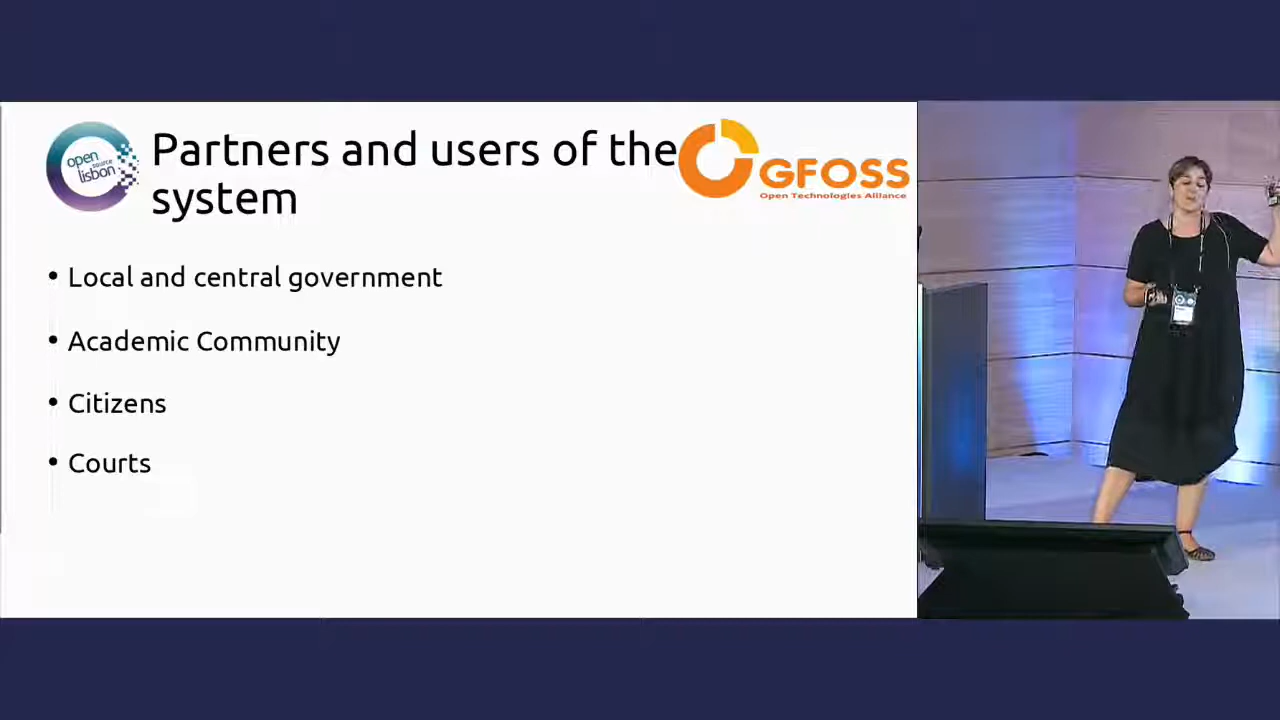 open
source
lisbon
Partners and users of the
system
GFOSS
Open Technologies Alliance
• Local and central government
• Academic Community
• Citizens
• Courts